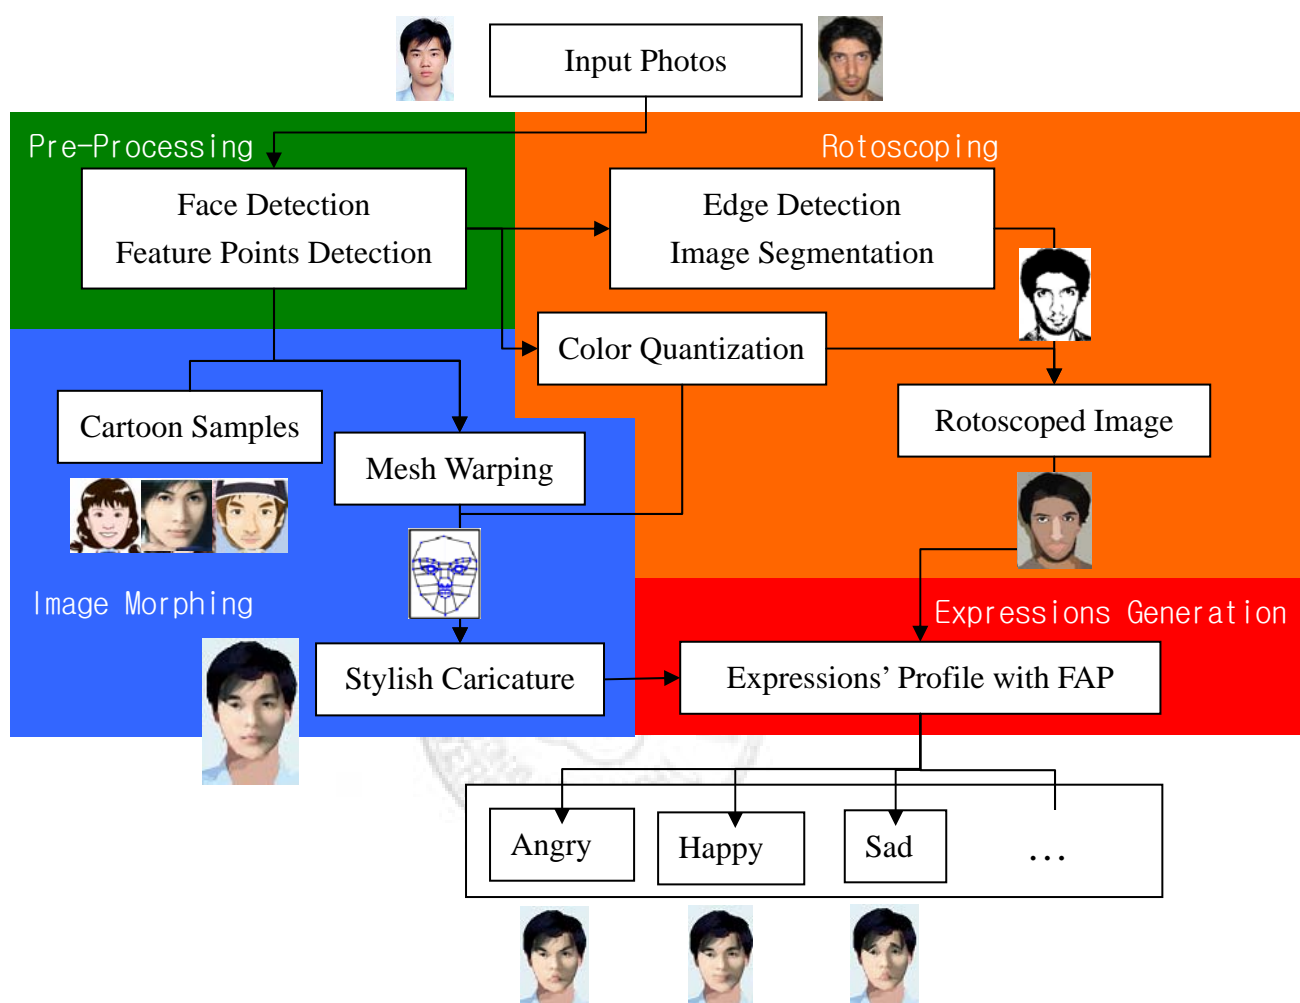 Input Photos
Pre-Processing
Rotoscoping
Face Detection
Feature Points Detection
Edge Detection
Image Segmentation
Color Quantization
Cartoon Samples
Rotoscoped Image
Mesh Warping
Image Morphing
Expressions Generation
Stylish Caricature
Expressions’ Profile with FAP
Angry
Happy
Sad
…